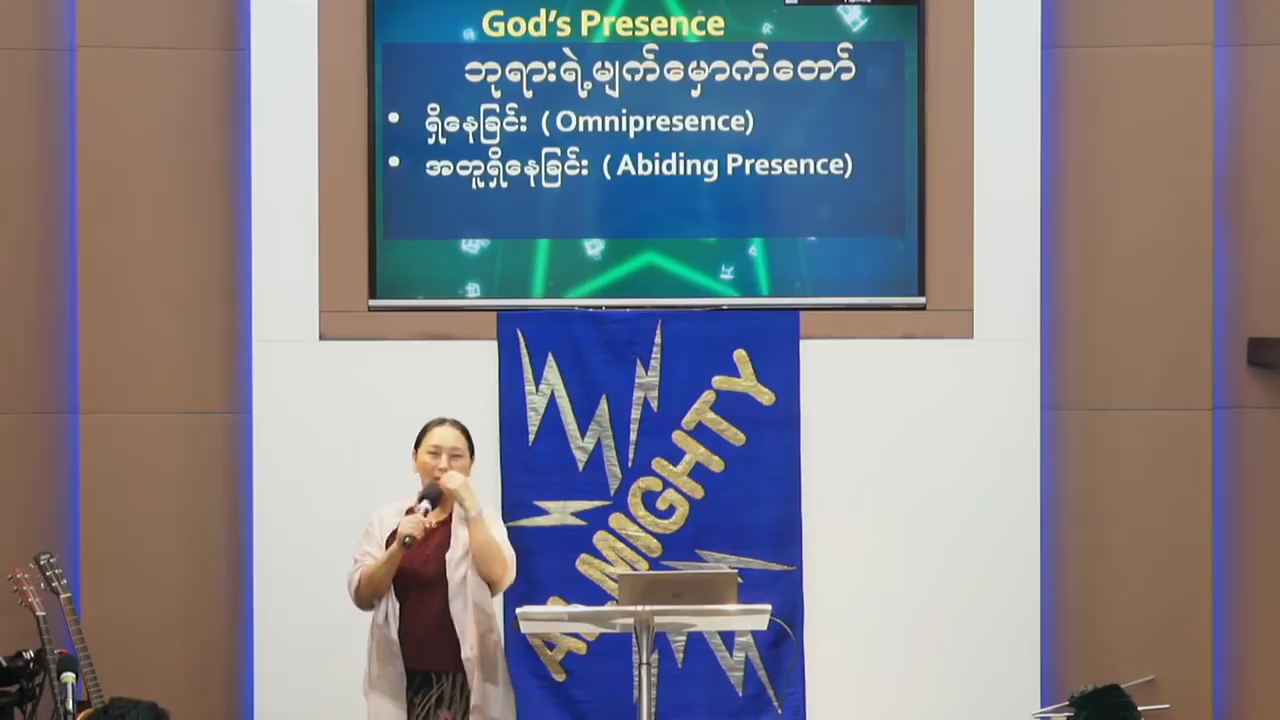 God's Presence
ဘုရားရဲ့မျက်မှောက်တော်
• ရှိနေခြင်း (Omnipresence)
• အတူရှိနေခြင်း (Abiding Presence)
ALMIGHTY